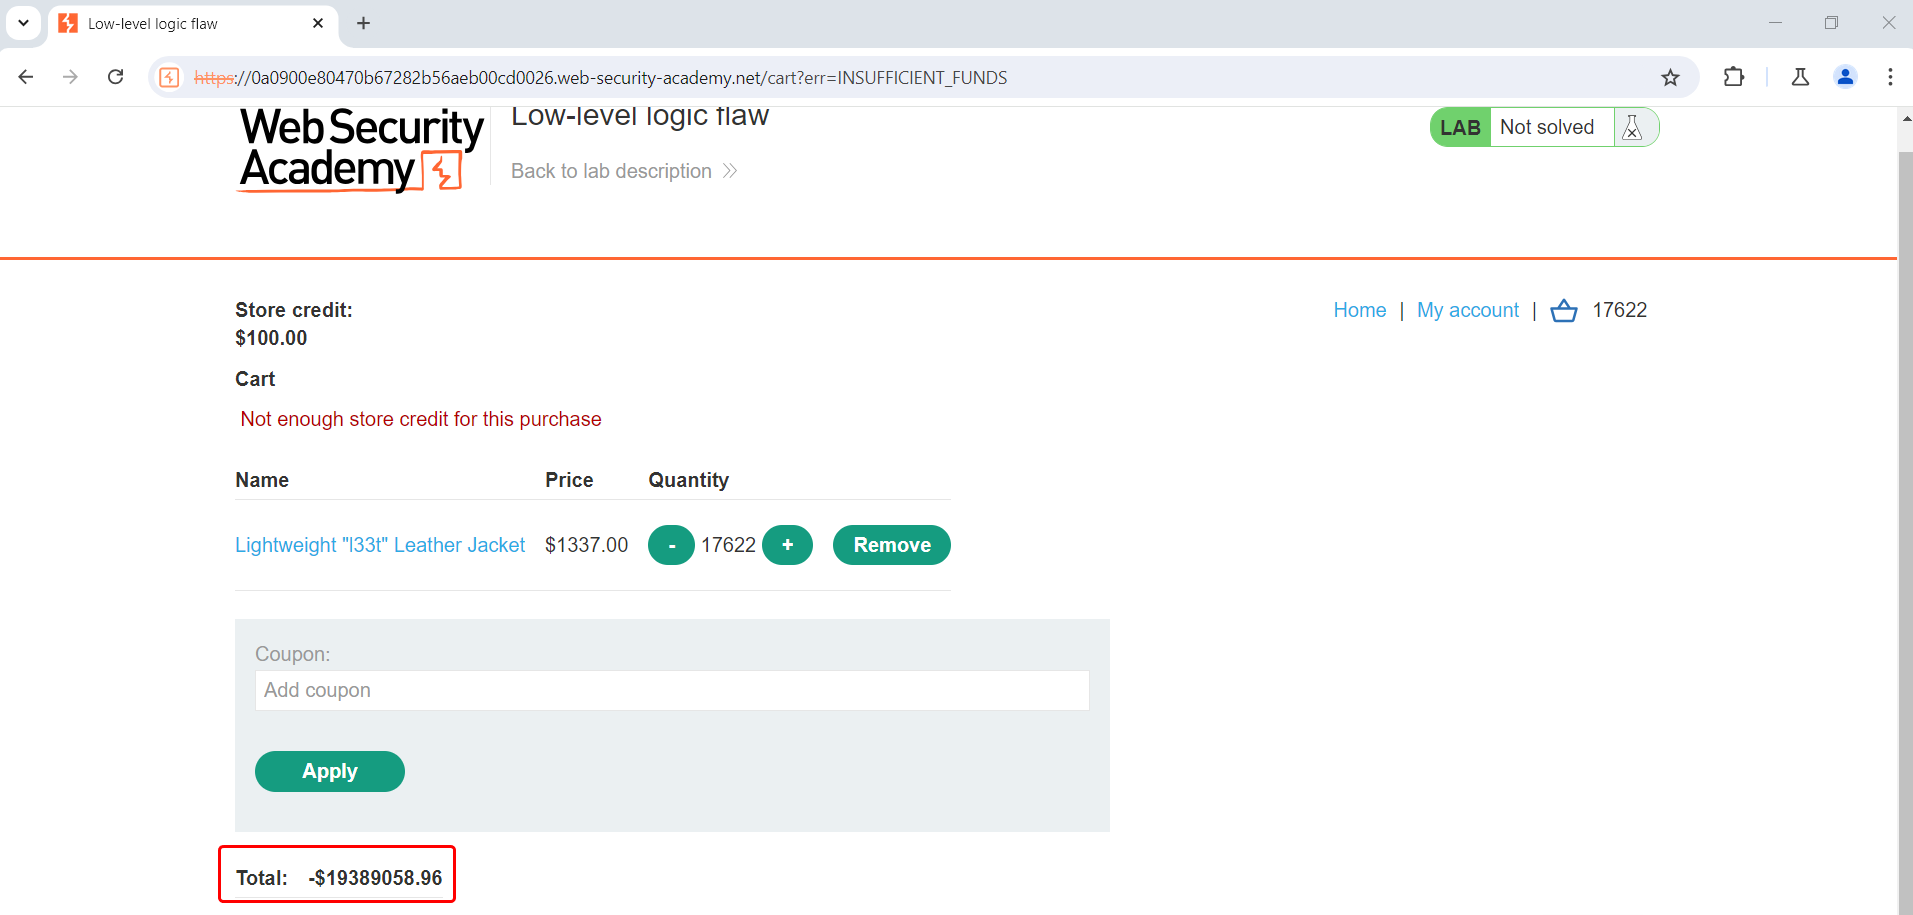 Low-level logic flaw
https://0a0900e80470b67282b56aeb00cd0026.web-security-academy.net/cart?err=INSUFFICIENT_FUNDS
Web Security
Academy
Low-level logic flaw
Back to lab description
LAB Not solved
Store credit:
$100.00
Home | My account | 17622
Cart
Not enough store credit for this purchase
Name Price Quantity
Lightweight "l33t" Leather Jacket $1337.00 - 17622 + Remove
Coupon:
Add coupon
Apply
Total: -$19389058.96